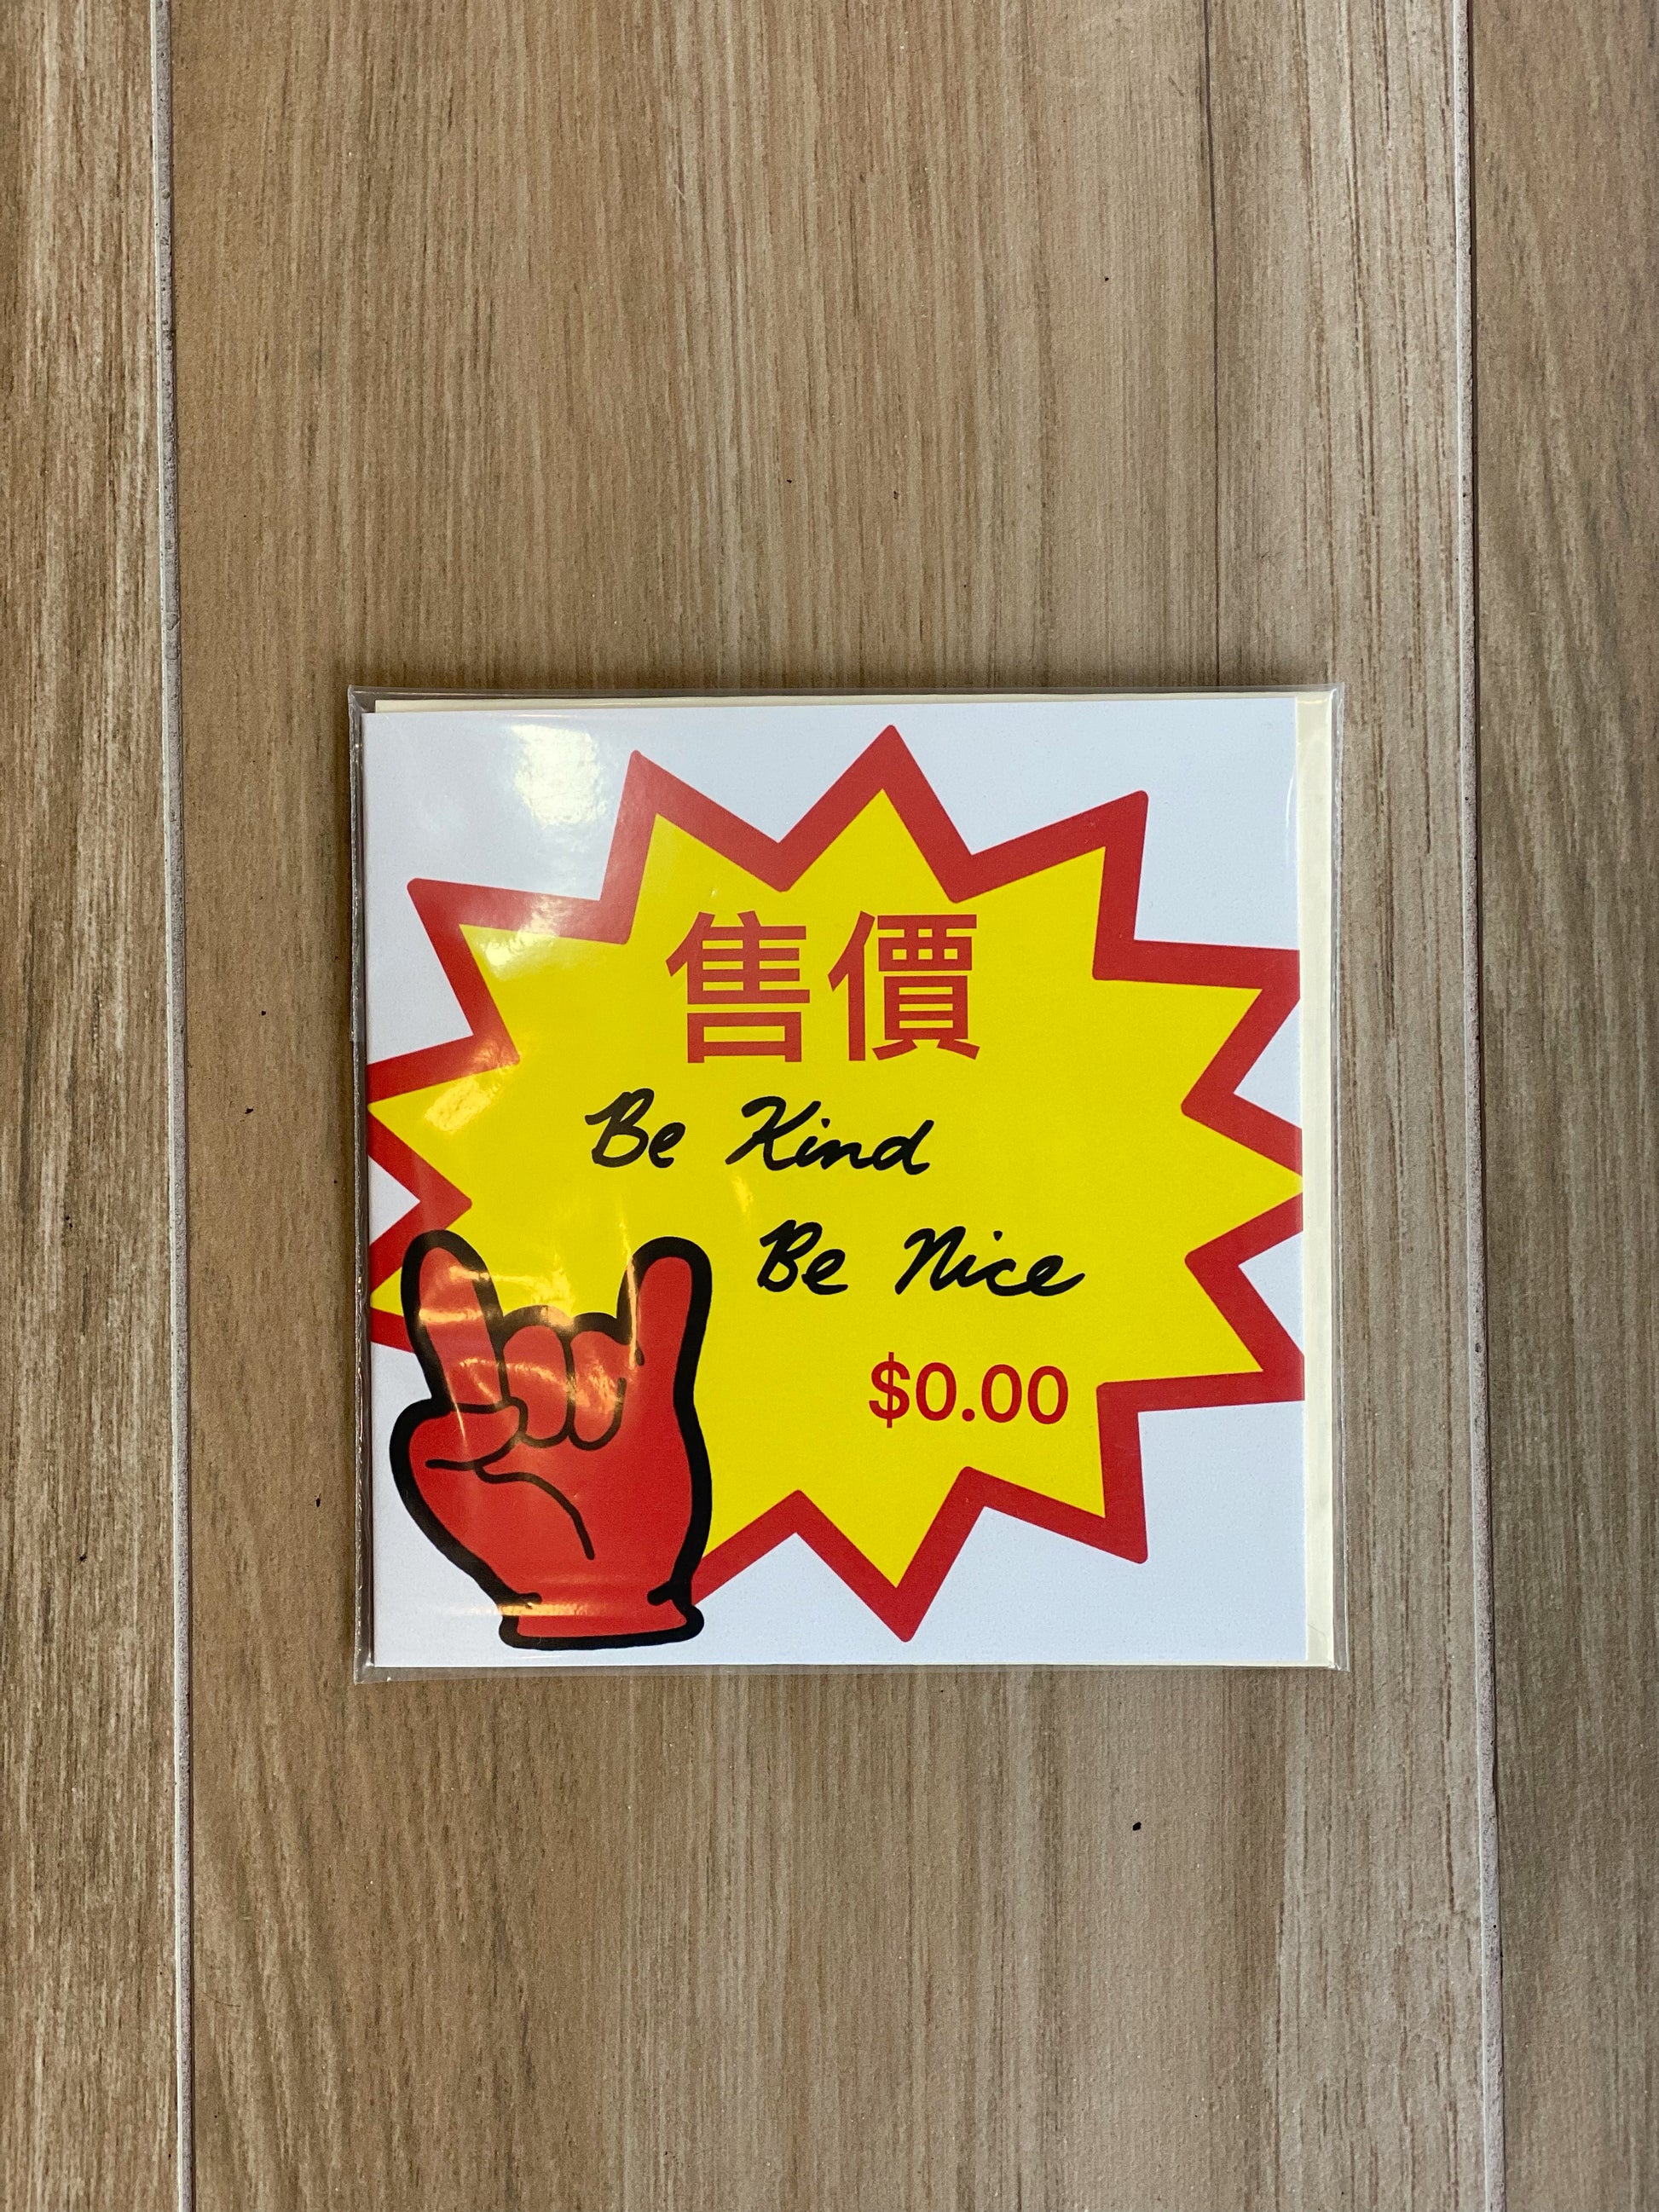 售價
Be Kind
Be Nice
$0.00